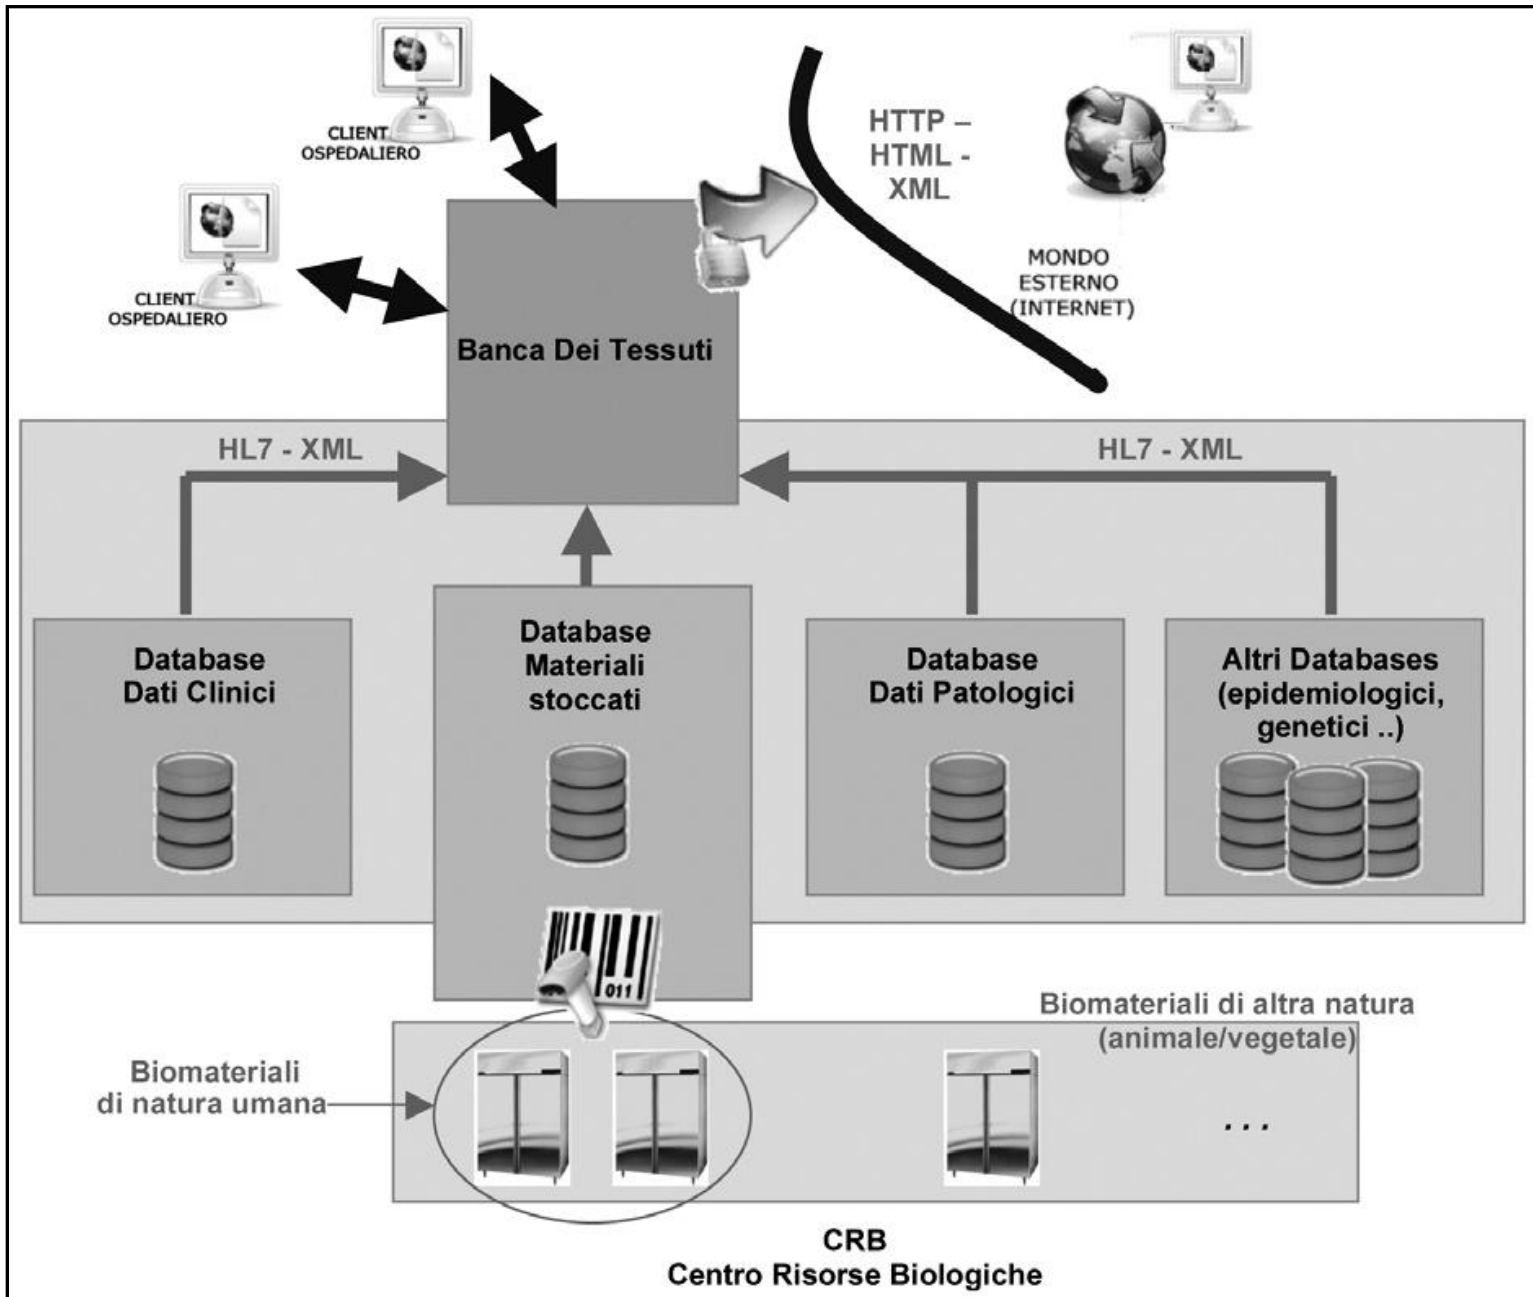 CLIENT
OSPEDALIERO
HTTP –
HTML -
XML
CLIENT
OSPEDALIERO
MONDO
ESTERNO
(INTERNET)
Banca Dei Tessuti
HL7 - XML
HL7 - XML
Database
Dati Clinici
Database
Materiali
stoccati
Database
Dati Patologici
Altri Databases
(epidemiologici,
genetici ..)
011
Biomateriali di altra natura
(animale/vegetale)
Biomateriali
di natura umana
...
CRB
Centro Risorse Biologiche